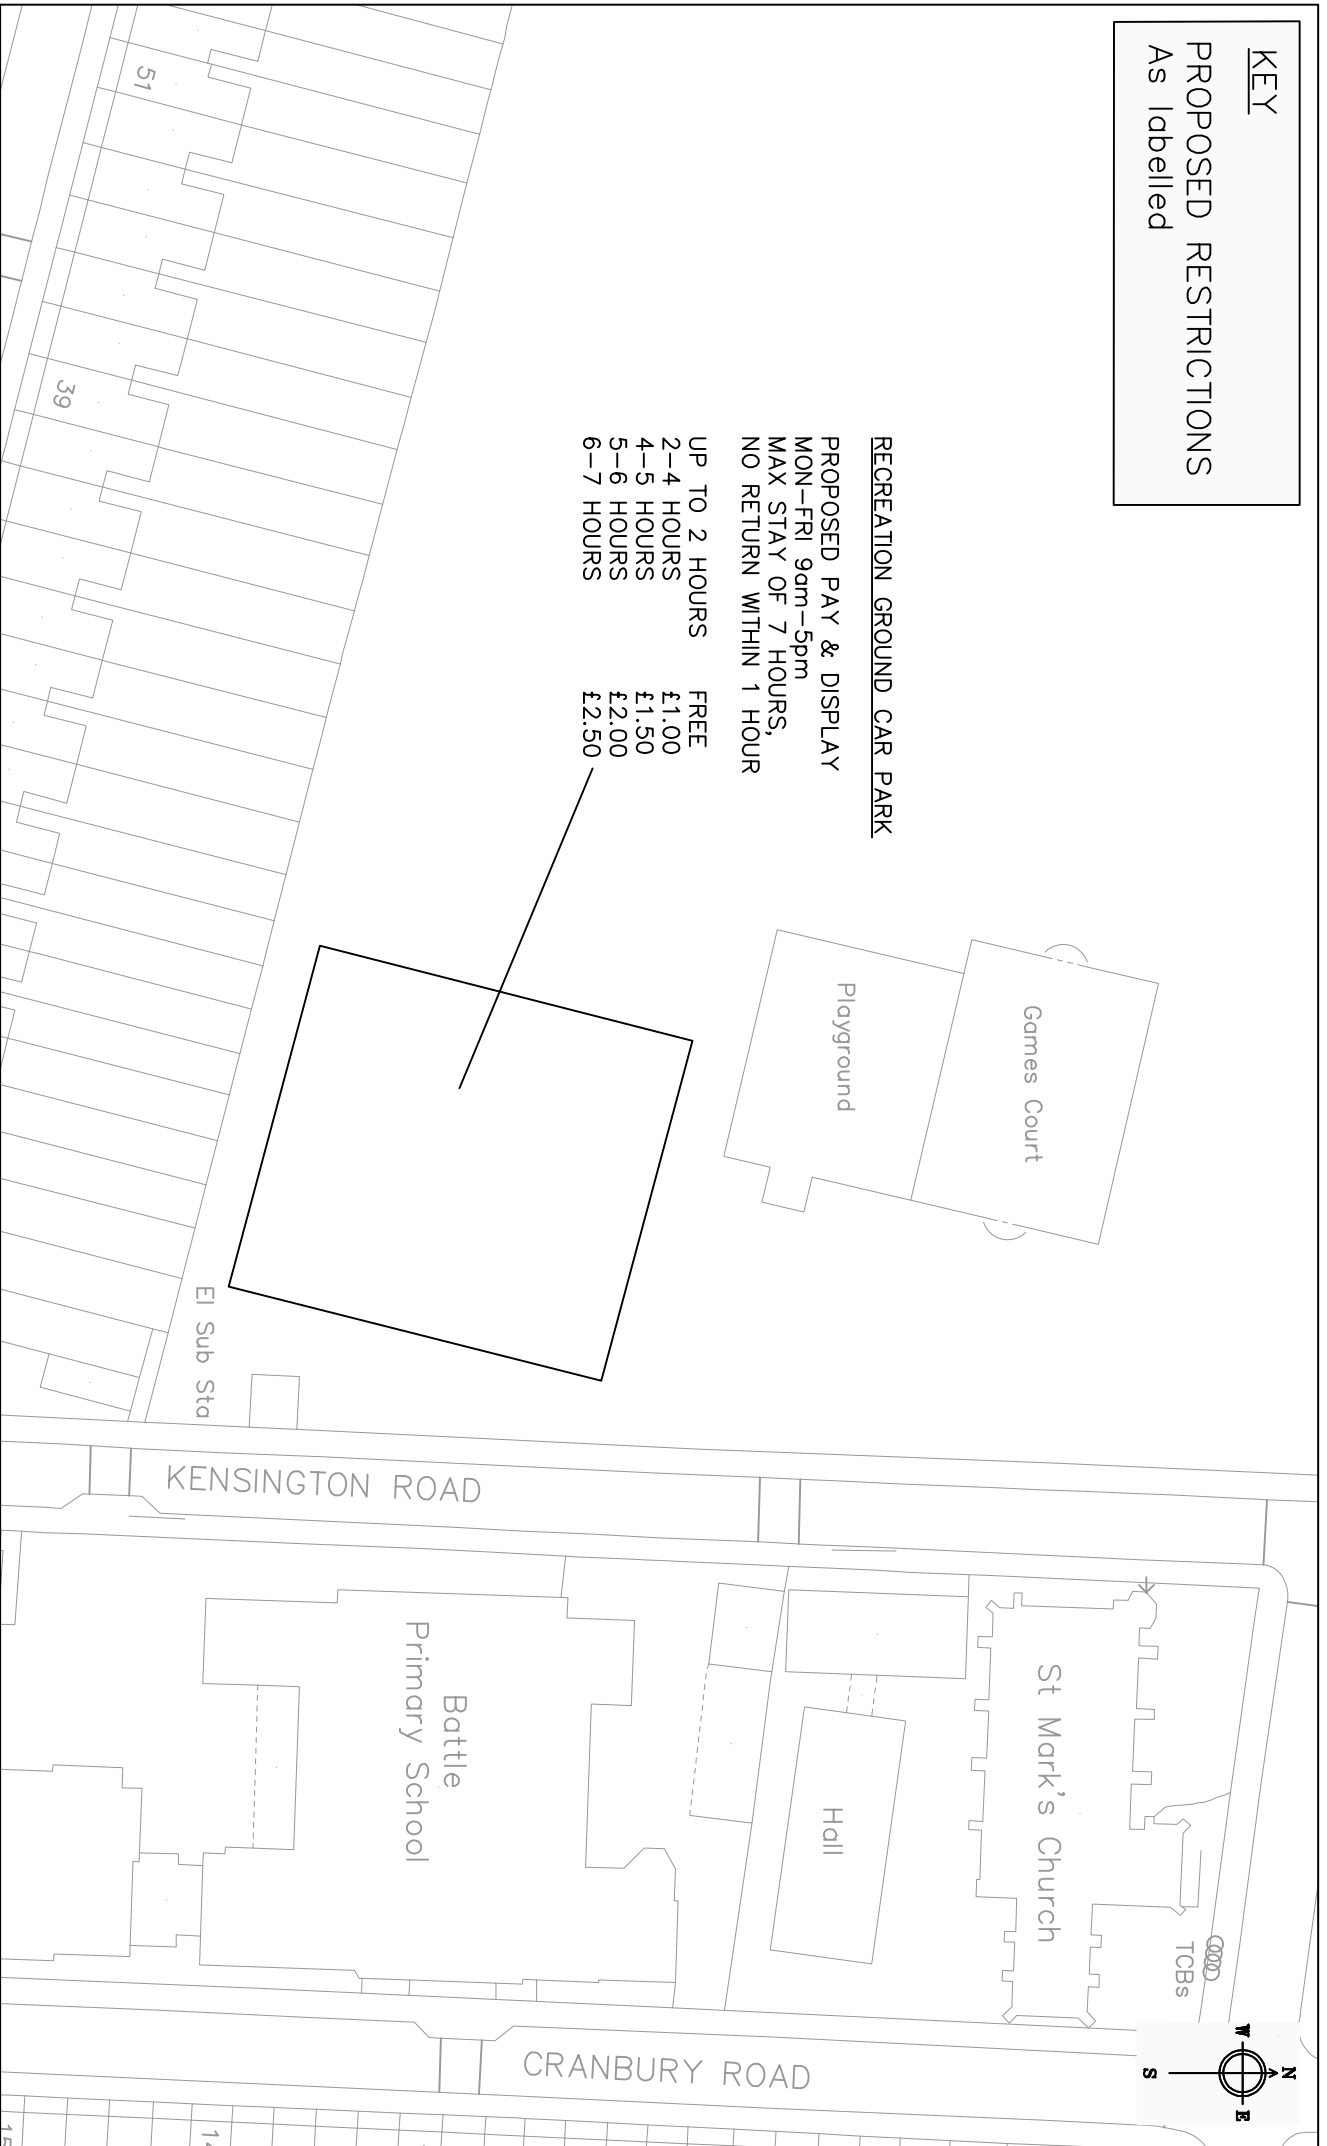 KEY
PROPOSED RESTRICTIONS
As labelled
RECREATION GROUND CAR PARK
PROPOSED PAY & DISPLAY
MON-FRI 9am-5pm
MAX STAY OF 7 HOURS,
NO RETURN WITHIN 1 HOUR
UP TO 2 HOURS FREE
2-4 HOURS £1.00
4-5 HOURS £1.50
5-6 HOURS £2.00
6-7 HOURS £2.50
Games Court
Playground
51
39
El Sub Sta
KENSINGTON ROAD
St Mark's Church
Hall
Battle
Primary School
TCBs
CRANBURY ROAD
N
W
E
S